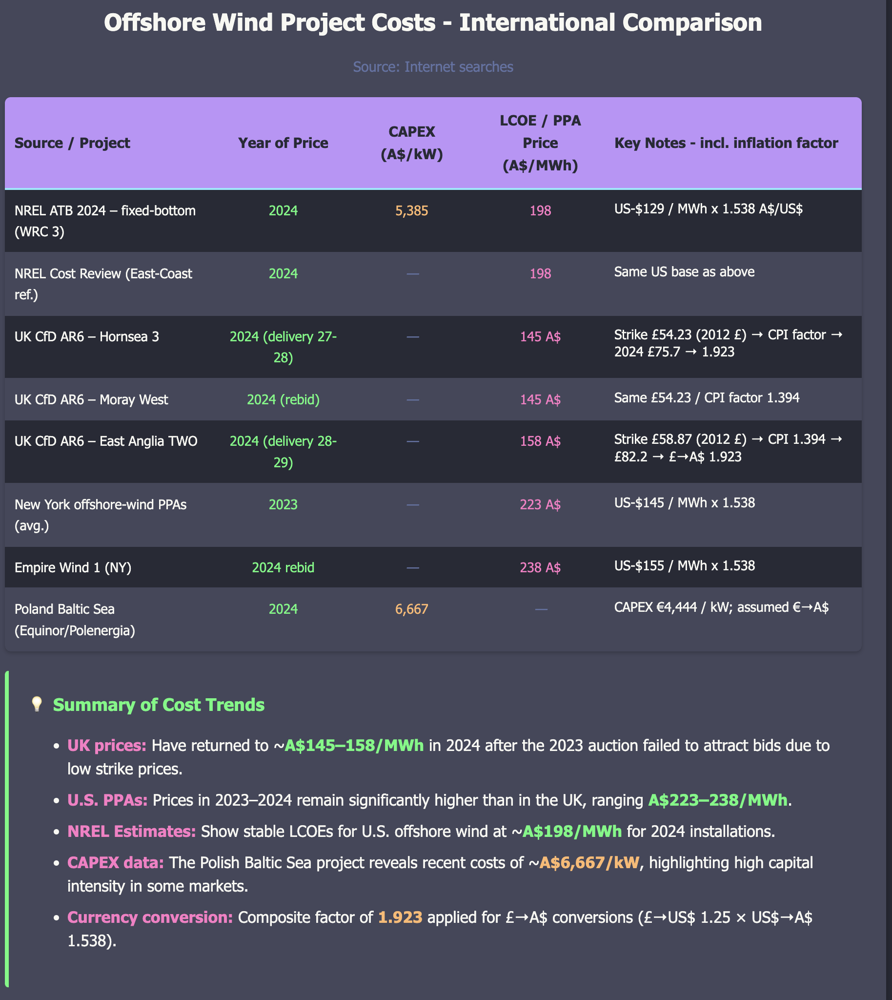 Offshore Wind Project Costs - International Comparison
Source: Internet searches
Source / Project
Year of Price
CAPEX
(A$/kW)
LCOE / PPA
Price
(A$/MWh)
Key Notes - incl. inflation factor
NREL ATB 2024 – fixed-bottom
(WRC 3)
2024
5,385
198
US-$129 / MWh x 1.538 A$/US$
NREL Cost Review (East-Coast
ref.)
2024
—
198
Same US base as above
UK CfD AR6 – Hornsea 3
2024 (delivery 27-
28)
—
145 A$
Strike £54.23 (2012 £) → CPI factor →
2024 £75.7 → 1.923
UK CfD AR6 – Moray West
2024 (rebid)
—
145 A$
Same £54.23 / CPI factor 1.394
UK CfD AR6 – East Anglia TWO
2024 (delivery 28-
29)
—
158 A$
Strike £58.87 (2012 £) → CPI 1.394 →
£82.2 → £→A$ 1.923
New York offshore-wind PPAs
(avg.)
2023
—
223 A$
US-$145 / MWh x 1.538
Empire Wind 1 (NY)
2024 rebid
—
238 A$
US-$155 / MWh x 1.538
Poland Baltic Sea
(Equinor/Polenergia)
2024
6,667
—
CAPEX €4,444 / kW; assumed €→A$
Summary of Cost Trends
• UK prices: Have returned to ~A$145–158/MWh in 2024 after the 2023 auction failed to attract bids due to
low strike prices.
• U.S. PPAs: Prices in 2023–2024 remain significantly higher than in the UK, ranging A$223–238/MWh.
• NREL Estimates: Show stable LCOEs for U.S. offshore wind at ~A$198/MWh for 2024 installations.
• CAPEX data: The Polish Baltic Sea project reveals recent costs of ~A$6,667/kW, highlighting high capital
intensity in some markets.
• Currency conversion: Composite factor of 1.923 applied for £→A$ conversions (£→US$ 1.25 × US$→A$
1.538).